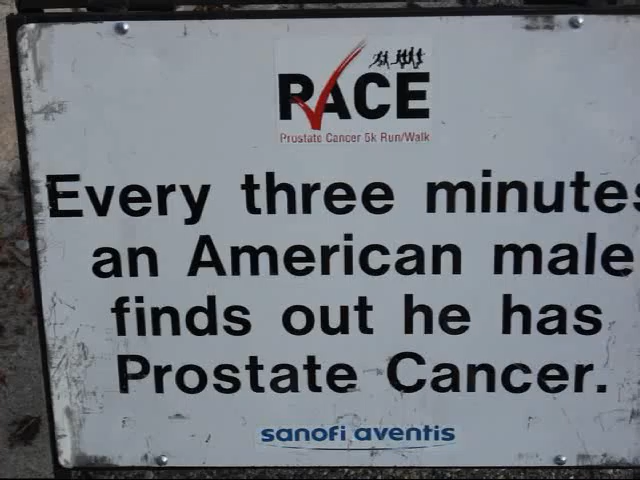 RACE
Prostate Cancer 5k Run/Walk
Every three minutes
an American male
finds out he has
Prostate Cancer.
sanofi aventis